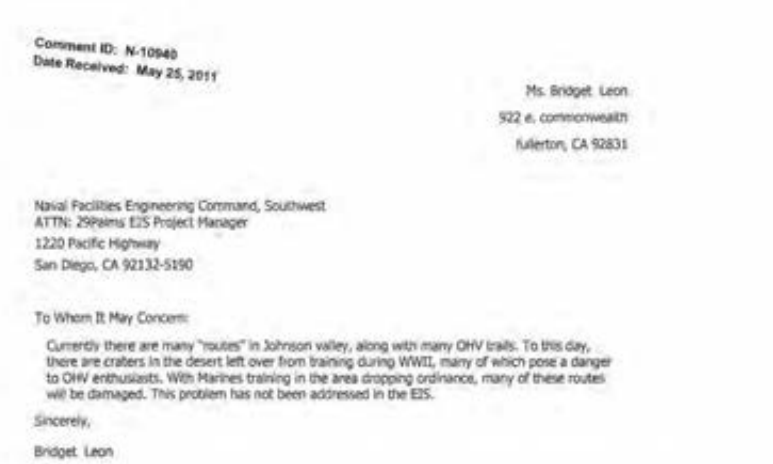 Comment ID: N-10940
Date Received: May 25, 2011
Ms. Bridget Leon
922 e. commonwealth
fullerton, CA 92831
Naval Facilities Engineering Command, Southwest
ATTN: 29Palms EIS Project Manager
1220 Pacific Highway
San Diego, CA 92132-5190
To Whom It May Concern:
Currently there are many "routes" in Johnson valley, along with many OHV trails. To this day,
there are craters in the desert left over from training during WWII, many of which pose a danger
to OHV enthusiasts. With Marines training in the area dropping ordinance, many of these routes
will be damaged. This problem has not been addressed in the EIS.
Sincerely,
Bridget Leon